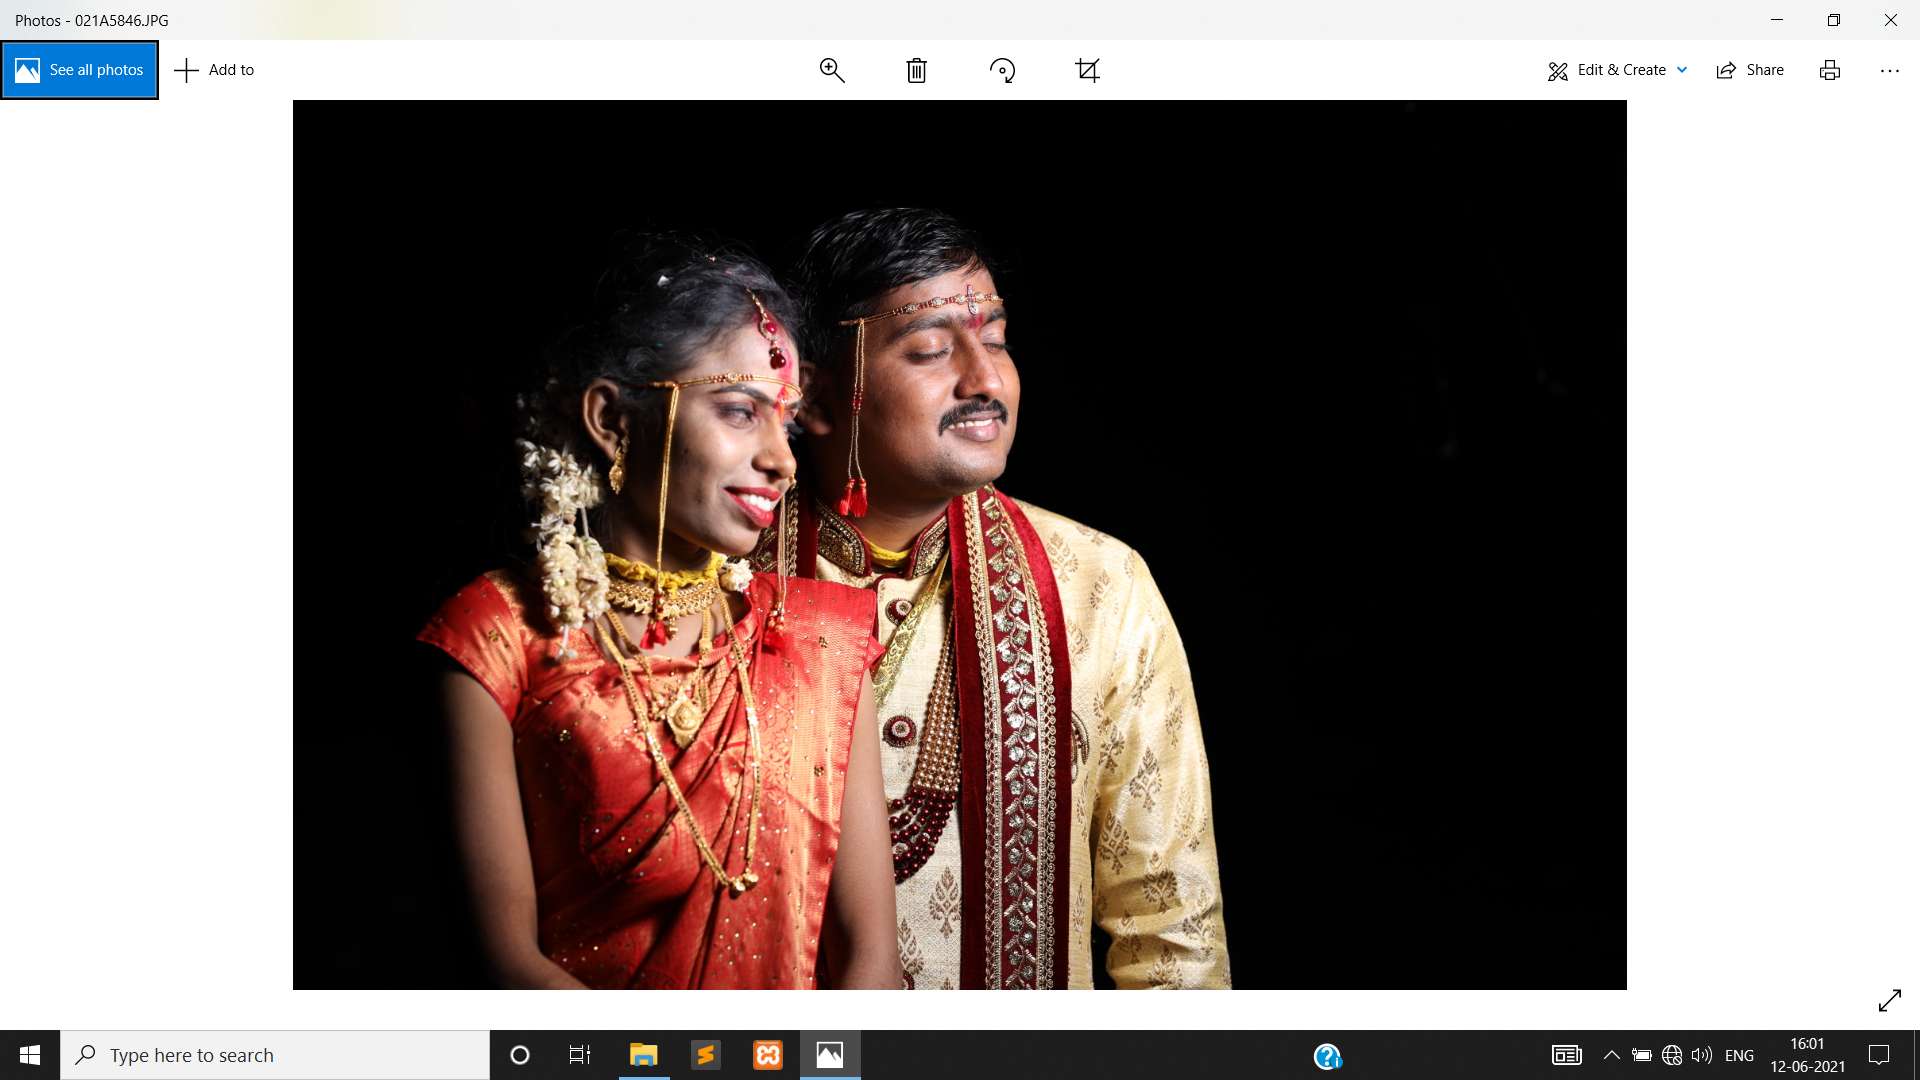 Photos - 021A5846.JPG
See all photos
Add to
Edit & Create
Share
Type here to search
ENG
16:01
12-06-2021